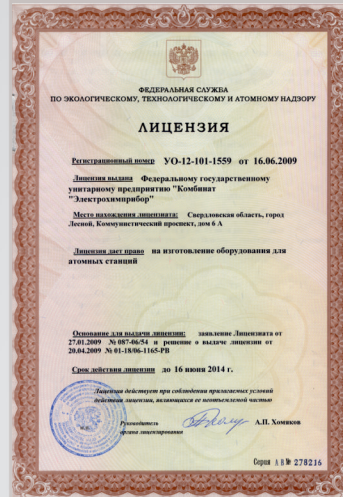 ФЕДЕРАЛЬНАЯ СЛУЖБА
ПО ЭКОЛОГИЧЕСКОМУ, ТЕХНОЛОГИЧЕСКОМУ И АТОМНОМУ НАДЗОРУ
ЛИЦЕНЗИЯ
Регистрационный номер УО-12-101-1559 от 16.06.2009
Лицензия выдана Федеральному государственному
унитарному предприятию "Комбинат
"Электрохимприбор"
Место нахождения лицензиата: Свердловская область, город
Лесной, Коммунистический проспект, дом 6 А
Лицензия дает право на изготовление оборудования для
атомных станций
Основание для выдачи лицензии: заявление Лицензиата от
27.01.2009 № 087-06/54 и решение о выдаче лицензии от
20.04.2009 № 01-18/06-1165-РВ
Срок действия лицензии до 16 июня 2014 г.
Лицензия действует при соблюдении прилагаемых условий
действия лицензии, являющихся ее неотъемлемой частью
Руководитель
органа лицензирования
А.П. Хомяков
Серия А В № 278216